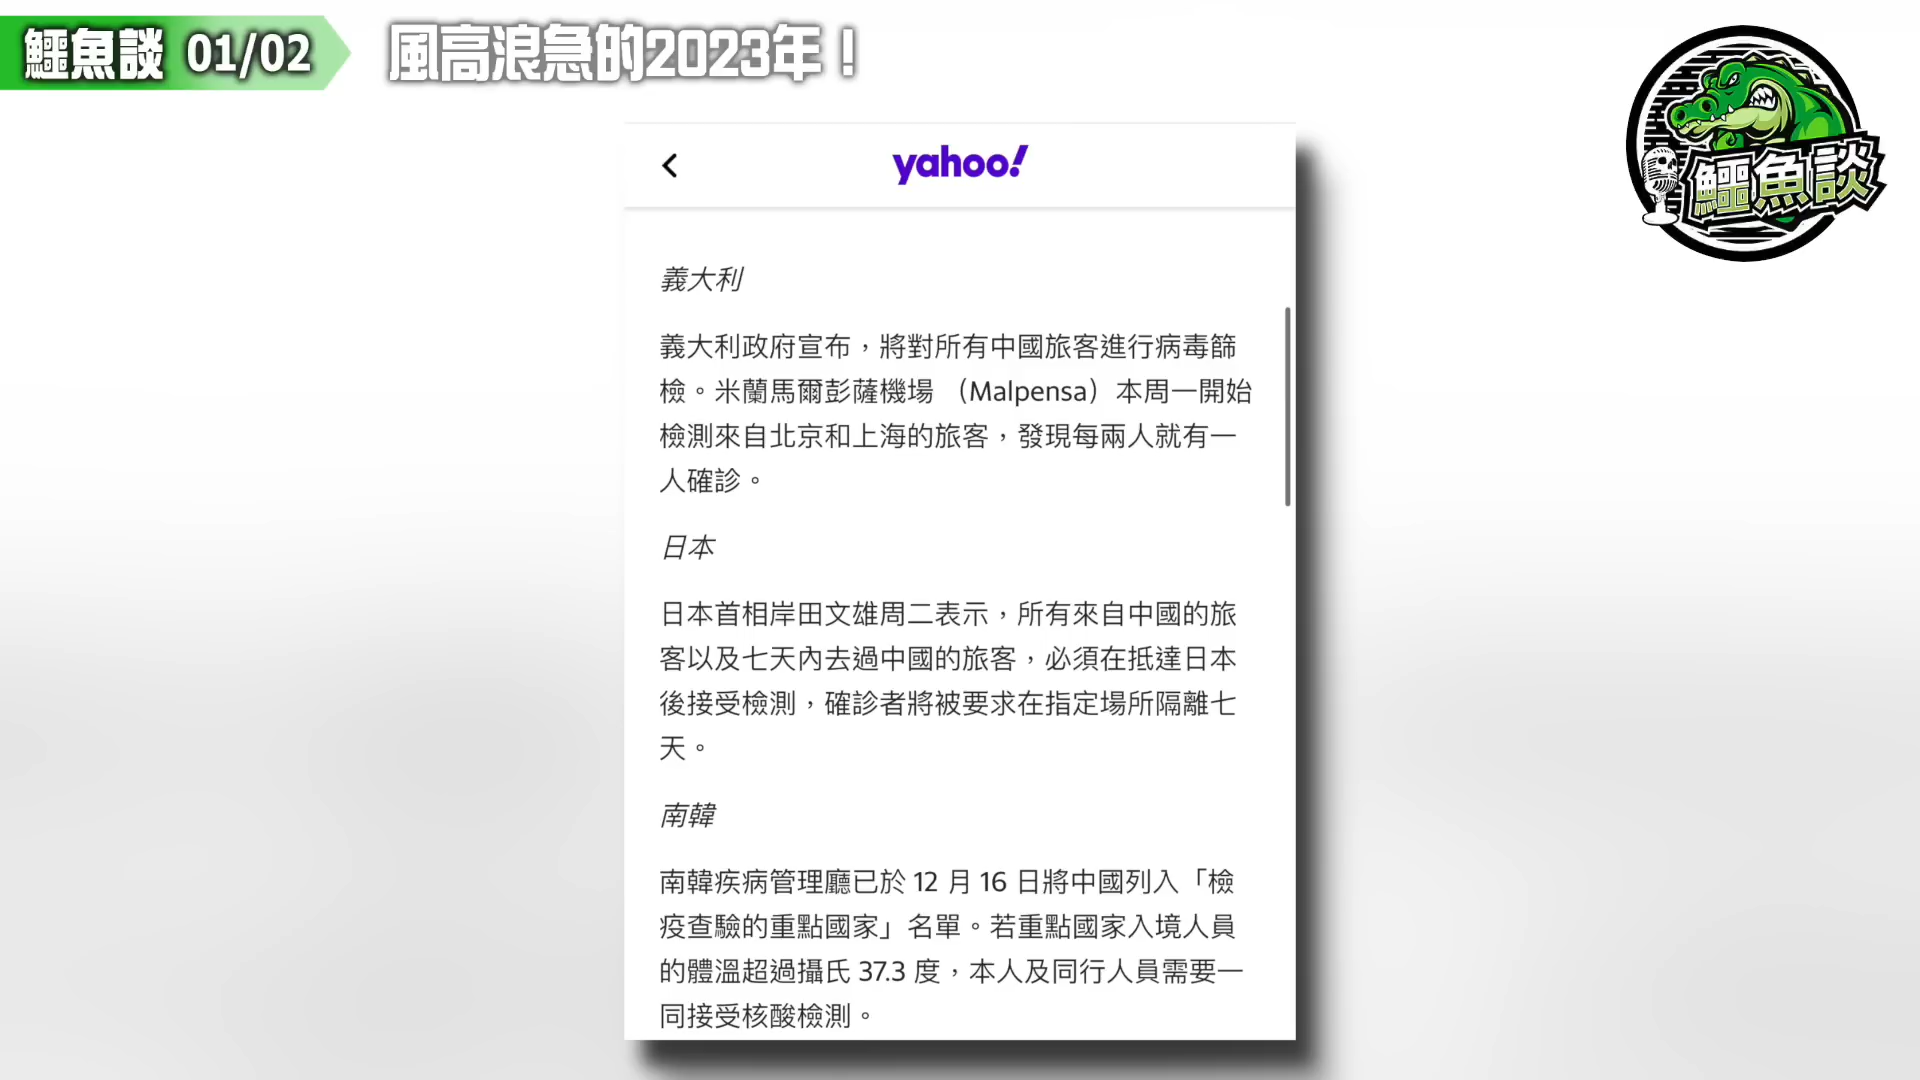 鱷魚談 01/02
風高浪急的2023年！
鱷魚談
yahoo!
義大利
義大利政府宣布，將對所有中國旅客進行病毒篩
檢。米蘭馬爾彭薩機場 （Malpensa）本周一開始
檢測來自北京和上海的旅客，發現每兩人就有一
人確診。
日本
日本首相岸田文雄周二表示，所有來自中國的旅
客以及七天內去過中國的旅客，必須在抵達日本
後接受檢測，確診者將被要求在指定場所隔離七
天。
南韓
南韓疾病管理廳已於 12 月 16 日將中國列入「檢
疫查驗的重點國家」名單。若重點國家入境人員
的體溫超過攝氏 37.3 度，本人及同行人員需要一
同接受核酸檢測。